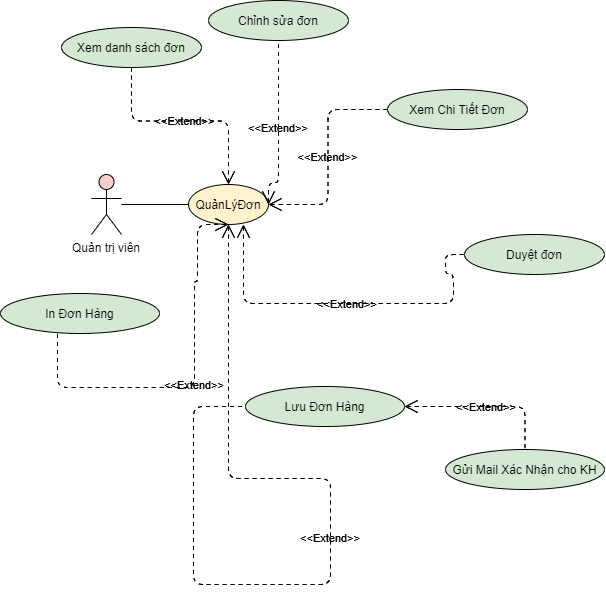 Chỉnh sửa đơn
Xem danh sách đơn
Xem Chi Tiết Đơn
<<Extend>>
<<Extend>>
<<Extend>>
QuảnLýĐơn
Quản trị viên
Duyệt đơn
<<Extend>>
In Đơn Hàng
<<Extend>>
Lưu Đơn Hàng
<<Extend>>
Gửi Mail Xác Nhận cho KH
<<Extend>>